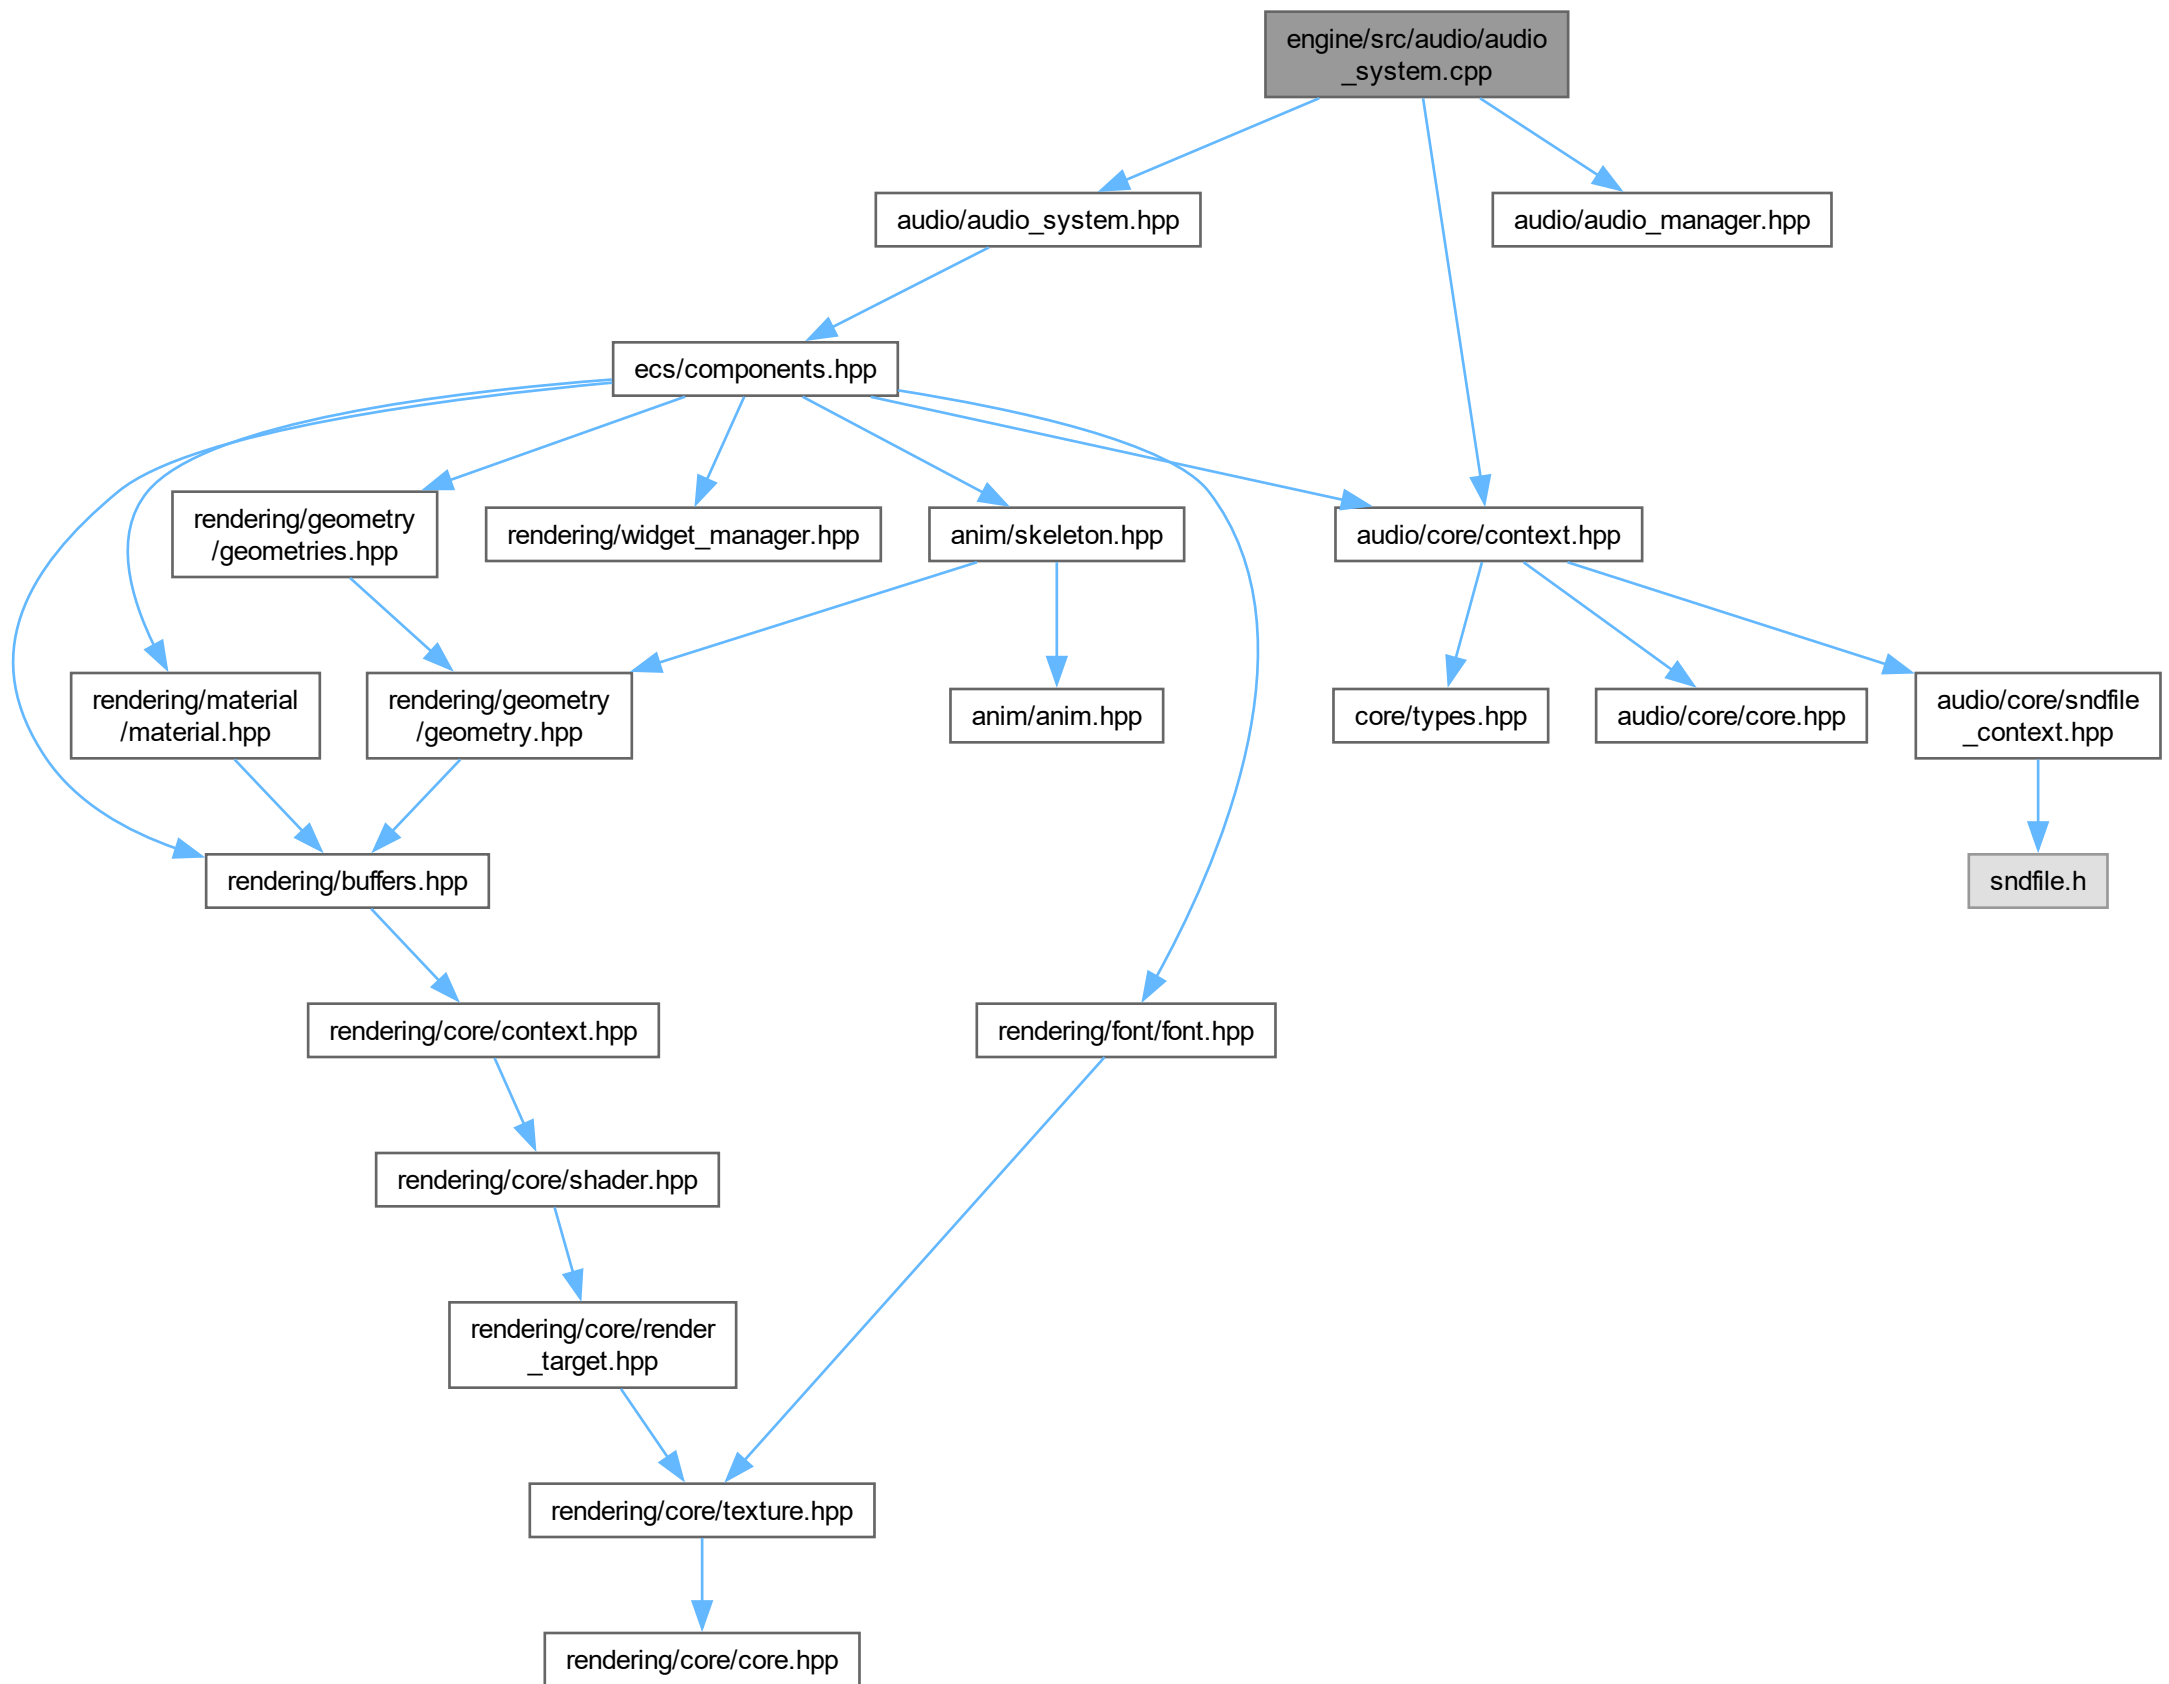 engine/src/audio/audio
_system.cpp
audio/audio_system.hpp
audio/audio_manager.hpp
ecs/components.hpp
rendering/geometry
/geometries.hpp
rendering/widget_manager.hpp
anim/skeleton.hpp
audio/core/context.hpp
rendering/material
/material.hpp
rendering/geometry
/geometry.hpp
anim/anim.hpp
core/types.hpp
audio/core/core.hpp
audio/core/sndfile
_context.hpp
rendering/buffers.hpp
sndfile.h
rendering/core/context.hpp
rendering/font/font.hpp
rendering/core/shader.hpp
rendering/core/render
_target.hpp
rendering/core/texture.hpp
rendering/core/core.hpp